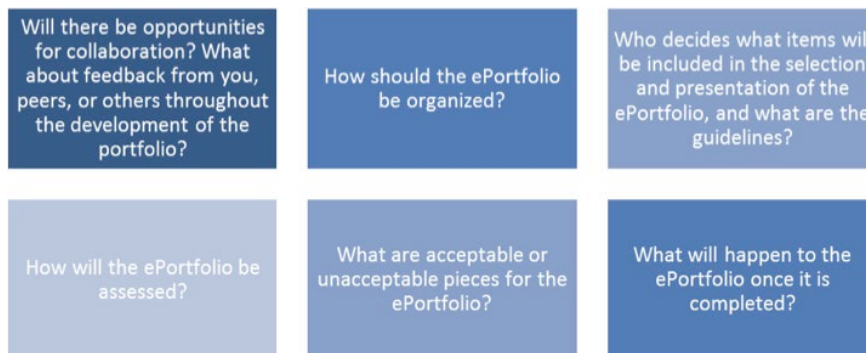 Will there be opportunities
for collaboration? What
about feedback from you,
peers, or others throughout
the development of the
portfolio?
How should the ePortfolio
be organized?
Who decides what items wil
be included in the selection
and presentation of the
ePortfolio, and what are the
guidelines?
How will the ePortfolio be
assessed?
What are acceptable or
unacceptable pieces for the
ePortfolio?
What will happen to the
ePortfolio once it is
completed?